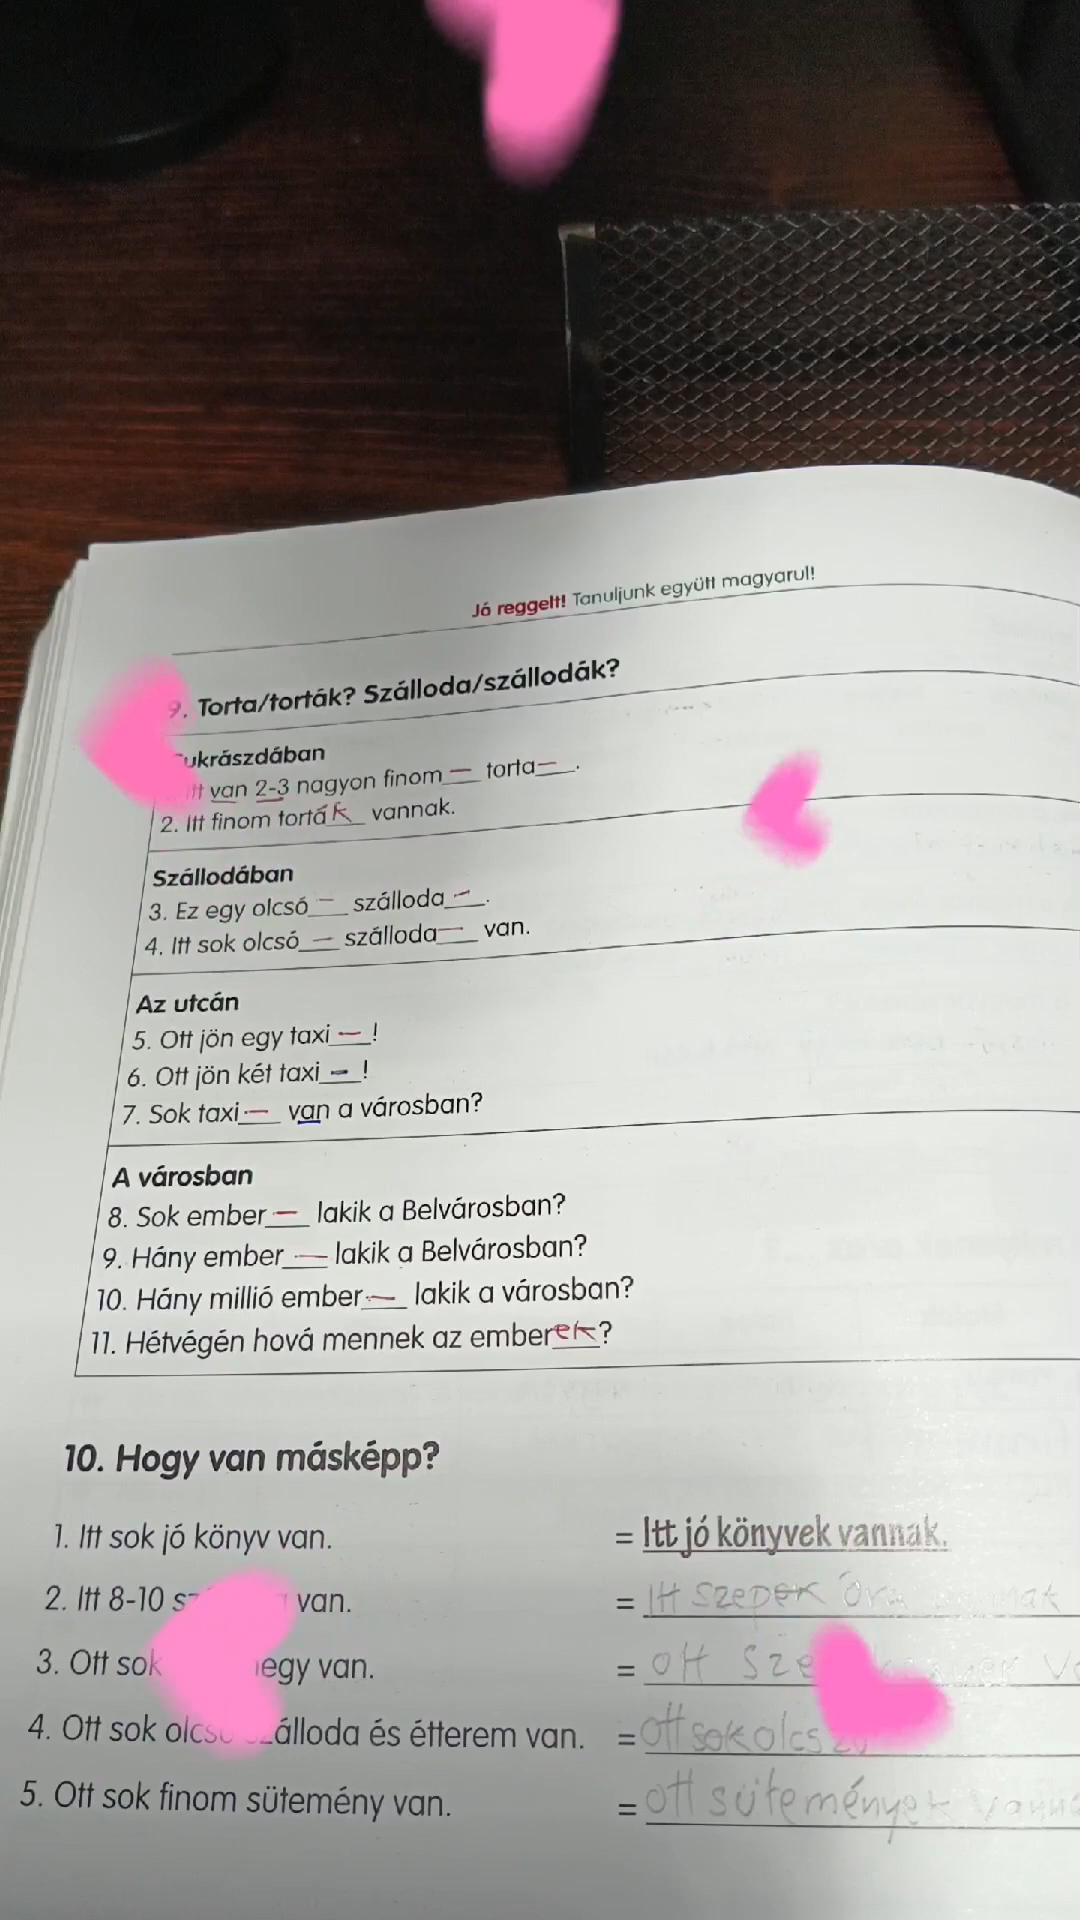 Jó reggelt! Tanuljunk együtt magyarul!
9. Torta/torták? Szálloda/szállodák?
ukrászdában
tt van 2-3 nagyon finom — torta—.
2. Itt finom torták vannak.
Szállodában
3. Ez egy olcsó — szálloda —.
4. Itt sok olcsó — szálloda — van.
Az utcán
5. Ott jön egy taxi — !
6. Ott jön két taxi — !
7. Sok taxi — van a városban?
A városban
8. Sok ember — lakik a Belvárosban?
9. Hány ember — lakik a Belvárosban?
10. Hány millió ember — lakik a városban?
11. Hétvégén hová mennek az emberek?
10. Hogy van másképp?
1. Itt sok jó könyv van. = Itt jó könyvek vannak.
2. Itt 8-10 van. = Itt szepek
3. Ott sok egy van. = ott
4. Ott sok álloda és étterem van. = ott sok
5. Ott sok finom sütemény van. = ott sütemények